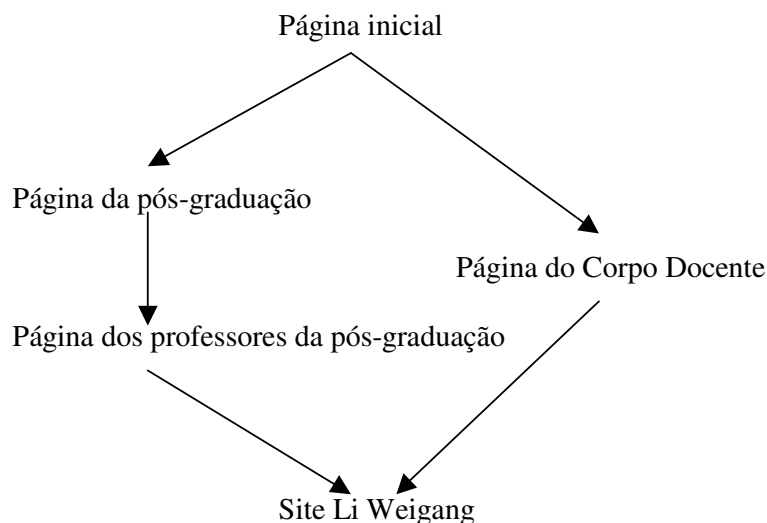 Página inicial
Página da pós-graduação
Página do Corpo Docente
Página dos professores da pós-graduação
Site Li Weigang